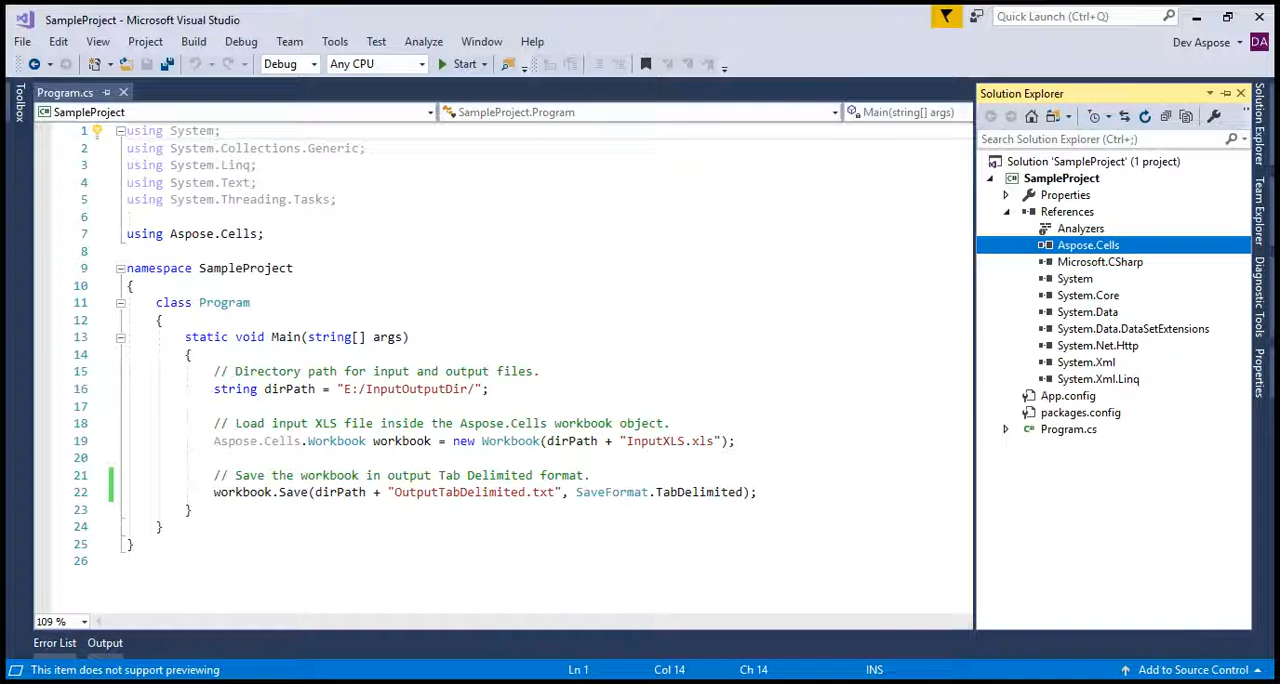 SampleProject - Microsoft Visual Studio
Quick Launch (Ctrl+Q)
File Edit View Project Build Debug Team Tools Test Analyze Window Help
Dev Aspose DA
Debug Any CPU Start
Toolbox
Program.cs
SampleProject SampleProject.Program Main(string[] args)
1 using System;
2 using System.Collections.Generic;
3 using System.Linq;
4 using System.Text;
5 using System.Threading.Tasks;
6
7 using Aspose.Cells;
8
9 namespace SampleProject
10 {
11 class Program
12 {
13 static void Main(string[] args)
14 {
15 // Directory path for input and output files.
16 string dirPath = "E:/InputOutputDir/";
17
18 // Load input XLS file inside the Aspose.Cells workbook object.
19 Aspose.Cells.Workbook workbook = new Workbook(dirPath + "InputXLS.xls");
20
21 // Save the workbook in output Tab Delimited format.
22 workbook.Save(dirPath + "OutputTabDelimited.txt", SaveFormat.TabDelimited);
23 }
24 }
25 }
26
109 %
Solution Explorer
Search Solution Explorer (Ctrl+;)
Solution 'SampleProject' (1 project)
SampleProject
Properties
References
Analyzers
Aspose.Cells
Microsoft.CSharp
System
System.Core
System.Data
System.Data.DataSetExtensions
System.Net.Http
System.Xml
System.Xml.Linq
App.config
packages.config
Program.cs
Solution Explorer
Team Explorer
Diagnostic Tools
Properties
Error List Output
This item does not support previewing Ln 1 Col 14 Ch 14 INS Add to Source Control